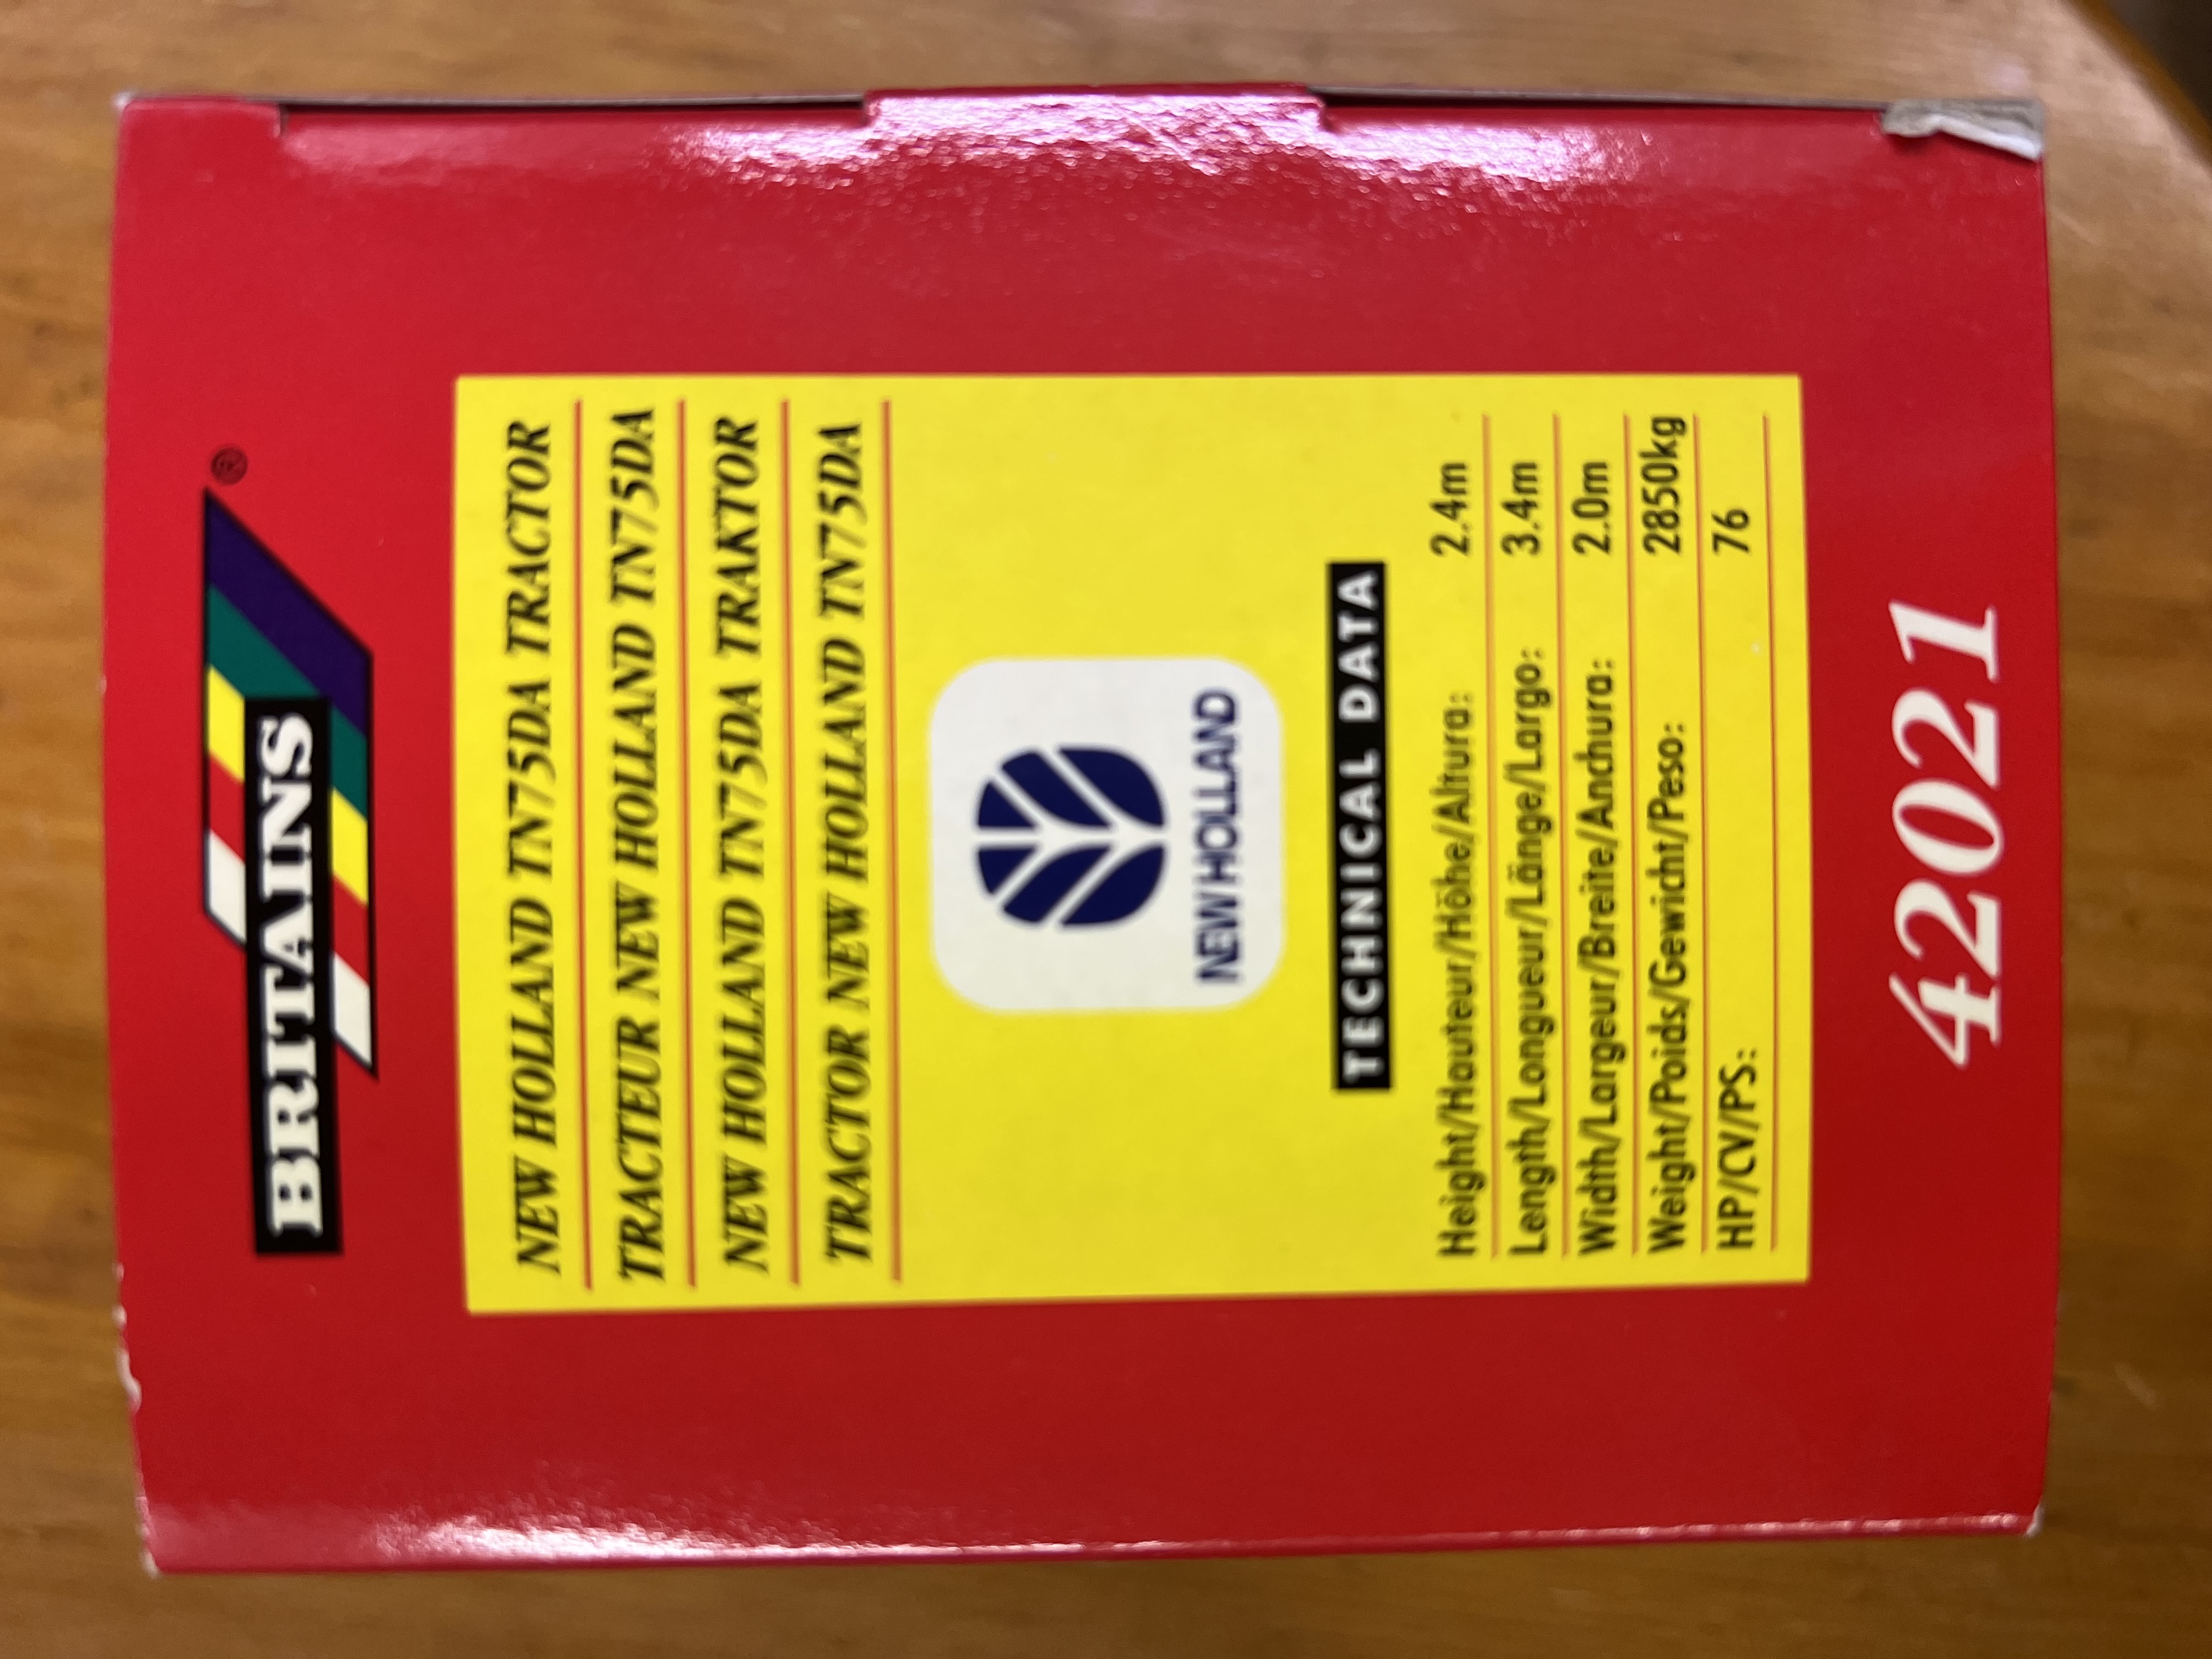 BRITAINS®
NEW HOLLAND TN75DA TRACTOR
TRACTEUR NEW HOLLAND TN75DA
NEW HOLLAND TN75DA TRAKTOR
TRACTOR NEW HOLLAND TN75DA
NEW HOLLAND
TECHNICAL DATA
Height/Hauteur/Höhe/Altura: 2.4m
Length/Longueur/Länge/Largo: 3.4m
Width/Largeur/Breite/Anchura: 2.0m
Weight/Poids/Gewicht/Peso: 2850kg
HP/CV/PS: 76
42021